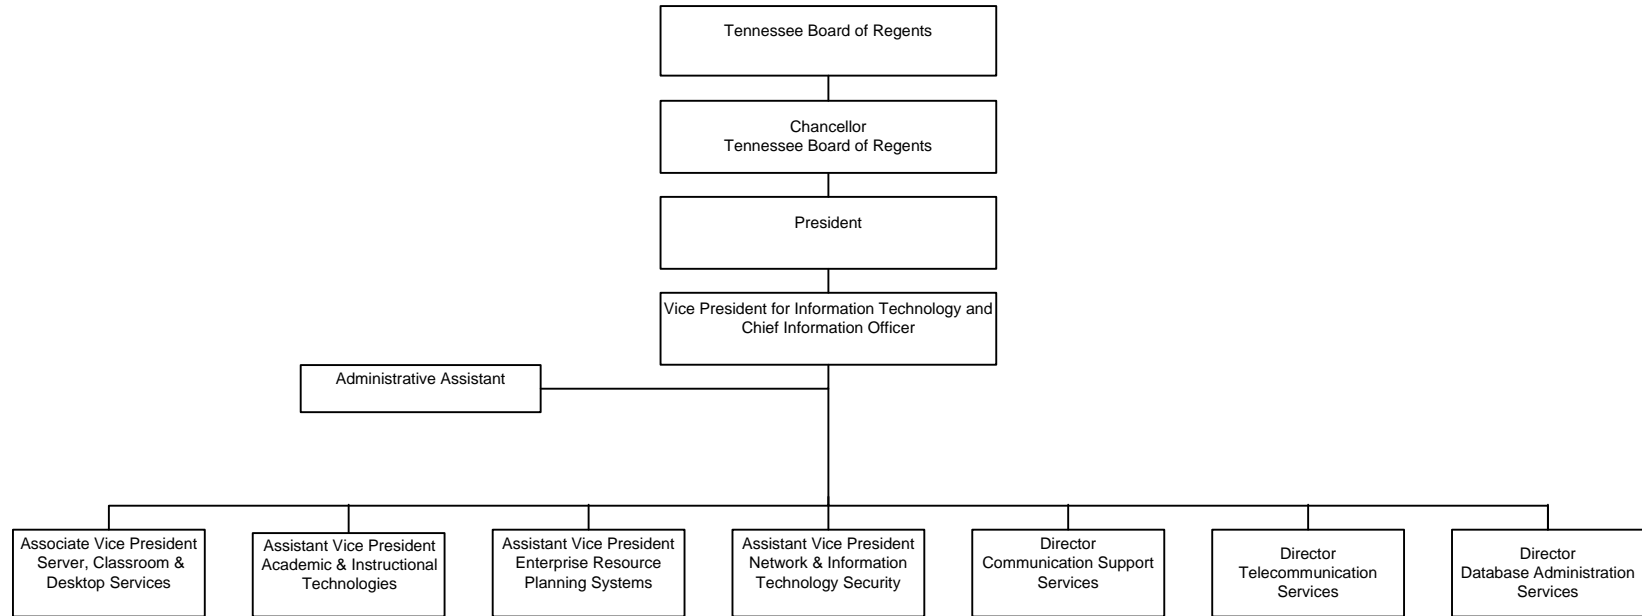 Tennessee Board of Regents
Chancellor
Tennessee Board of Regents
President
Vice President for Information Technology and
Chief Information Officer
Administrative Assistant
Associate Vice President
Server, Classroom &
Desktop Services
Assistant Vice President
Academic & Instructional
Technologies
Assistant Vice President
Enterprise Resource
Planning Systems
Assistant Vice President
Network & Information
Technology Security
Director
Communication Support
Services
Director
Telecommunication
Services
Director
Database Administration
Services